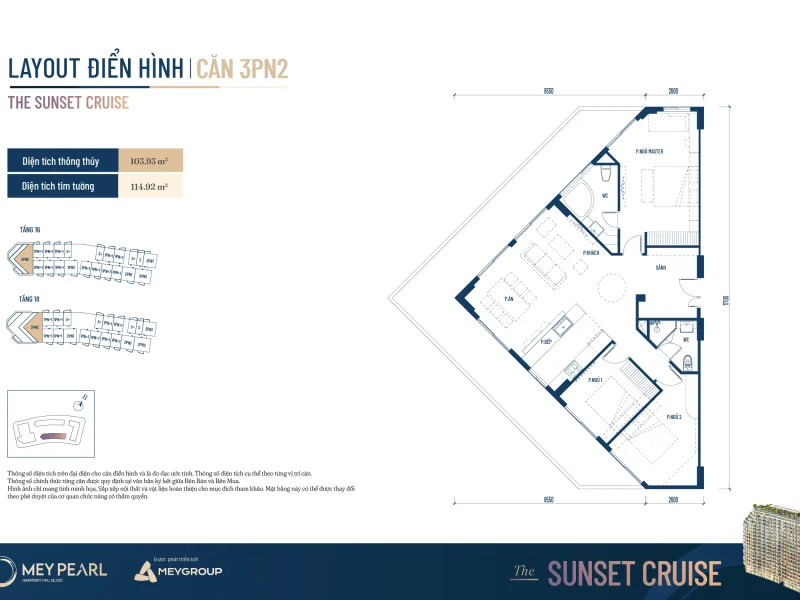 LAYOUT ĐIỂN HÌNH | CĂN 3PN2
THE SUNSET CRUISE
Diện tích thông thủy 103.93 m²
Diện tích tim tường 114.92 m²
TẦNG 16
3PN2
TẦNG 18
3PN2
6550 2600
P.NGỦ MASTER
WC
P.KHÁCH
SẢNH
P.ĂN
P.BẾP
WC
P.NGỦ 1
P.NGỦ 2
6550 2600
Thông số diện tích trên đại diện cho căn điển hình và là đo đạc ước tính. Thông số diện tích cụ thể theo từng vị trí căn.
Thông số chính thức từng căn được quy định tại văn bản ký kết giữa Bên Bán và Bên Mua.
Hình ảnh chỉ mang tính minh họa. Sắp xếp nội thất và vật liệu hoàn thiện cho mục đích tham khảo. Mặt bằng này có thể được thay đổi
theo phê duyệt của cơ quan chức năng có thẩm quyền.
MEY PEARL
HARMONY PHU QUOC
Được phát triển bởi
MEYGROUP
The SUNSET CRUISE